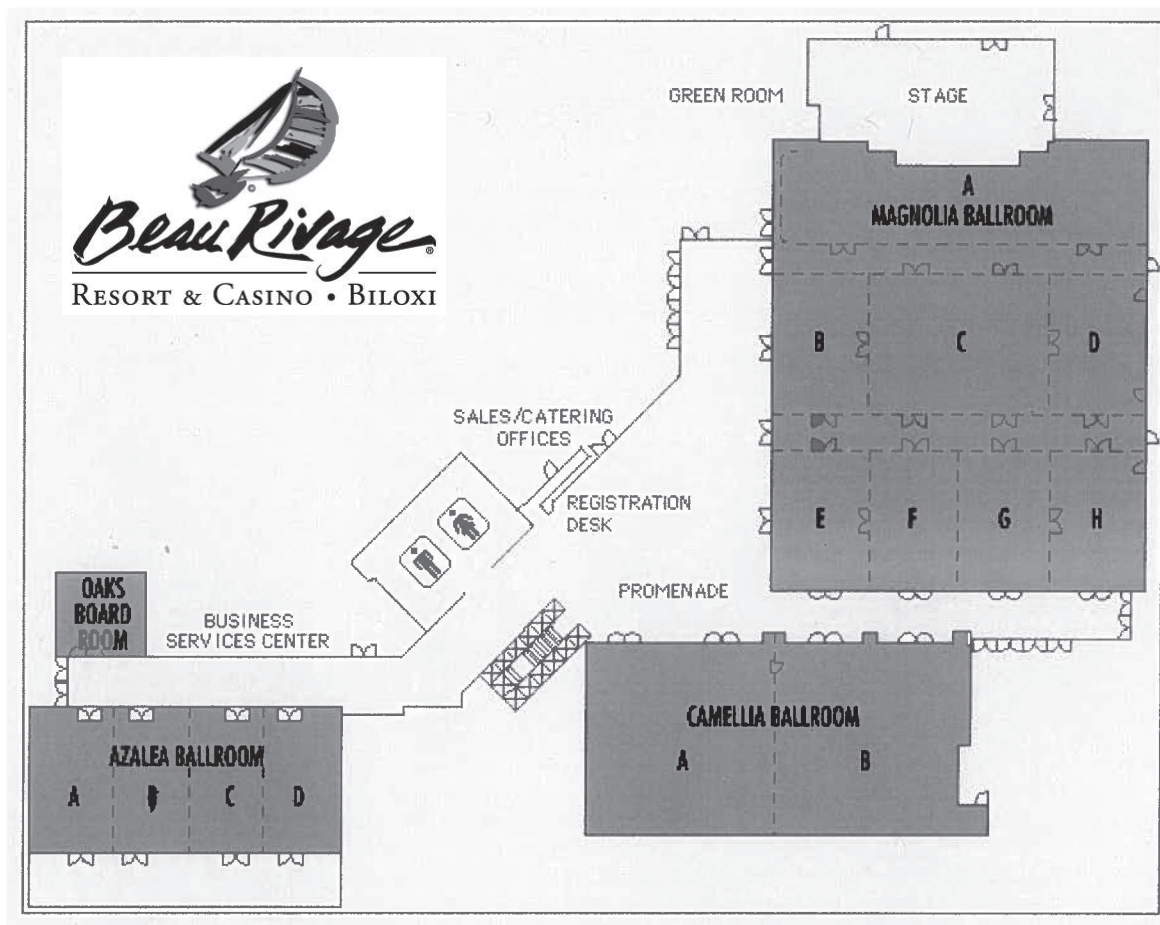 Beau Rivage®
RESORT & CASINO • BILOXI
GREEN ROOM
STAGE
A
MAGNOLIA BALLROOM
B
C
D
E
F
G
H
SALES/CATERING
OFFICES
REGISTRATION
DESK
PROMENADE
OAKS
BOARD
ROOM
BUSINESS
SERVICES CENTER
AZALEA BALLROOM
A
B
C
D
CAMELLIA BALLROOM
A
B